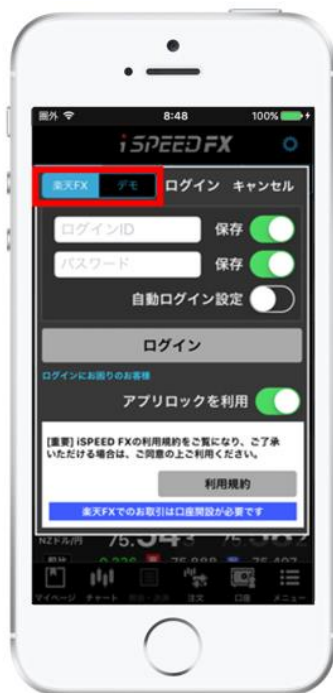 圏外 8:48 100%
iSPEED FX
楽天FX デモ ログイン キャンセル
ログインID 保存
パスワード 保存
自動ログイン設定
ログイン
ログインにお困りのお客様
アプリロックを利用
[重要] iSPEED FXの利用規約をご覧になり、ご了承
いただける場合は、ご同意の上ご利用ください。
利用規約
楽天FXでのお取引は口座開設が必要です
NZドル/円
75.888 75.407
マイページ チャート 注文 口座 メニュー